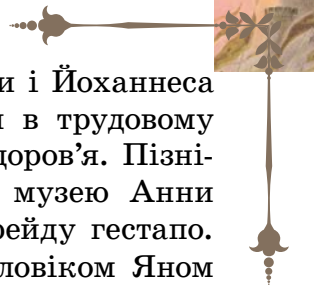 и і Йоханнеса
в трудовому
доров'я. Пізні-
музею Анни
рейду гестапо.
ловіком Яном